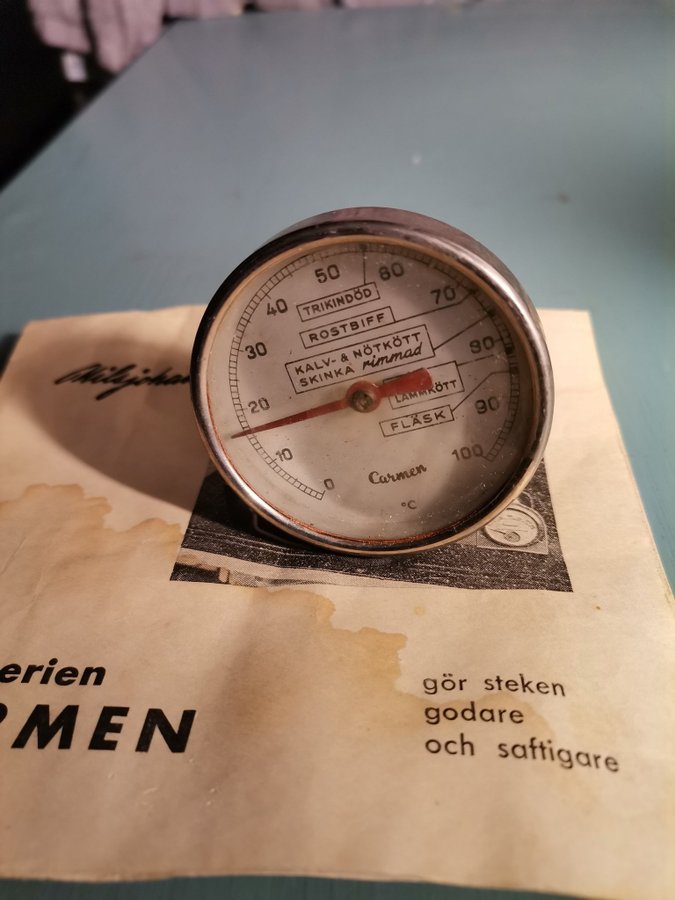 50 60
40 70
TRIKINDÖD
ROSTBIFF
30 80
KALV- & NÖTKÖTT
SKINKA rimmad
LAMMKÖTT
20 90
FLÄSK
10 100
0
Carmen
°C
erien
MEN
gör steken
godare
och saftigare